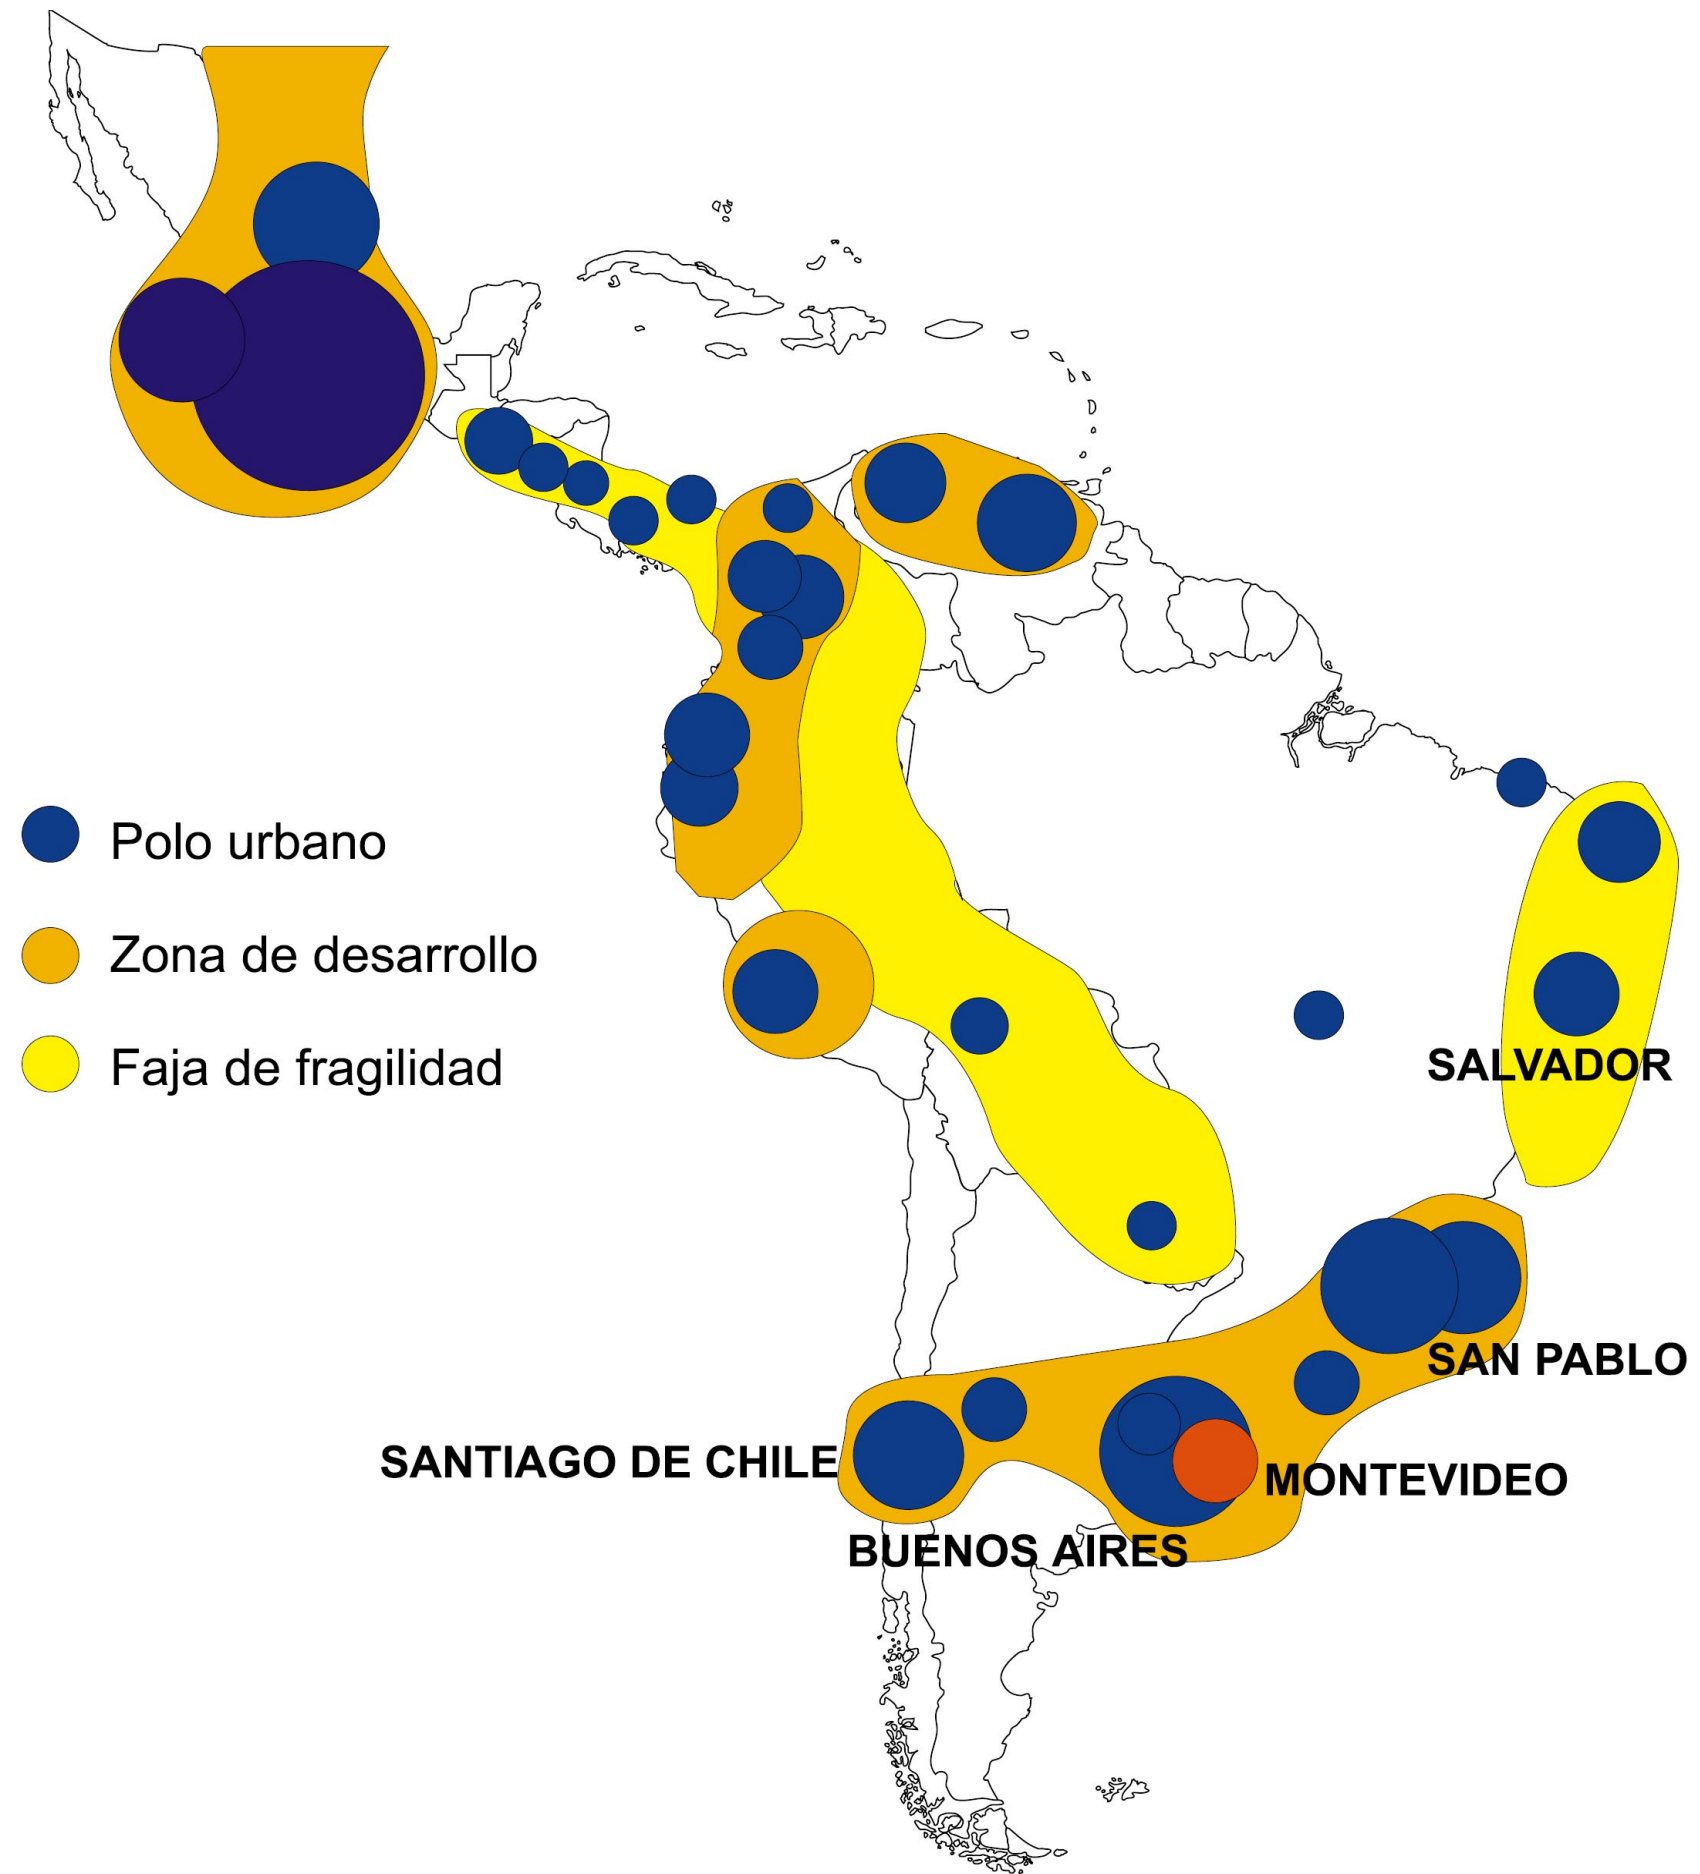 Polo urbano
Zona de desarrollo
Faja de fragilidad
SALVADOR
SAN PABLO
SANTIAGO DE CHILE
MONTEVIDEO
BUENOS AIRES